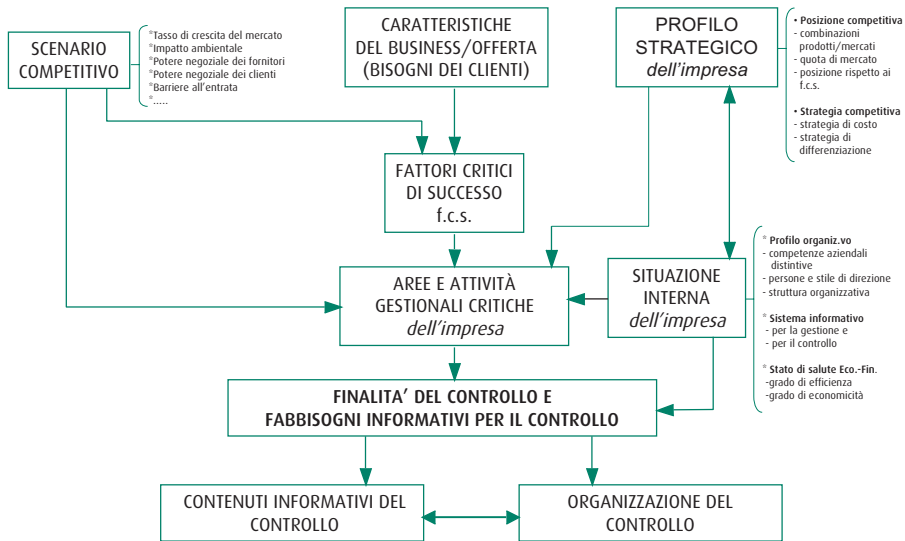 SCENARIO
COMPETITIVO
*Tasso di crescita del mercato
*Impatto ambientale
*Potere negoziale dei fornitori
*Potere negoziale dei clienti
*Barriere all'entrata
*.....
CARATTERISTICHE
DEL BUSINESS/OFFERTA
(BISOGNI DEI CLIENTI)
PROFILO
STRATEGICO
dell'impresa
• Posizione competitiva
- combinazioni
prodotti/mercati
- quota di mercato
- posizione rispetto ai
f.c.s.
• Strategia competitiva
- strategia di costo
- strategia di
differenziazione
FATTORI CRITICI
DI SUCCESSO
f.c.s.
AREE E ATTIVITÀ
GESTIONALI CRITICHE
dell'impresa
SITUAZIONE
INTERNA
dell'impresa
* Profilo organiz.vo
- competenze aziendali
distintive
- persone e stile di direzione
- struttura organizzativa
* Sistema informativo
- per la gestione e
- per il controllo
* Stato di salute Eco.-Fin.
-grado di efficienza
-grado di economicità
FINALITA' DEL CONTROLLO E
FABBISOGNI INFORMATIVI PER IL CONTROLLO
CONTENUTI INFORMATIVI DEL
CONTROLLO
ORGANIZZAZIONE DEL
CONTROLLO